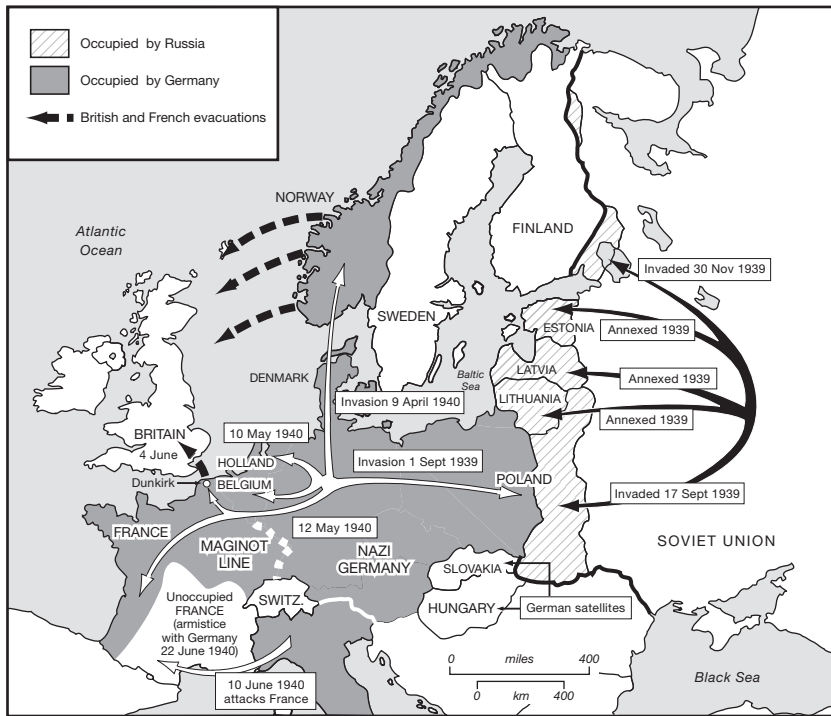 Occupied by Russia
Occupied by Germany
British and French evacuations
NORWAY
Atlantic
Ocean
FINLAND
Invaded 30 Nov 1939
SWEDEN
ESTONIA
Annexed 1939
LATVIA
Annexed 1939
Baltic
Sea
DENMARK
LITHUANIA
Invasion 9 April 1940
Annexed 1939
BRITAIN
4 June
10 May 1940
HOLLAND
Invasion 1 Sept 1939
POLAND
Dunkirk
BELGIUM
Invaded 17 Sept 1939
FRANCE
12 May 1940
MAGINOT
LINE
NAZI
GERMANY
SOVIET UNION
SLOVAKIA
Unoccupied
FRANCE
(armistice
with Germany
22 June 1940)
SWITZ.
HUNGARY
German satellites
0 miles 400
0 km 400
10 June 1940
attacks France
Black Sea